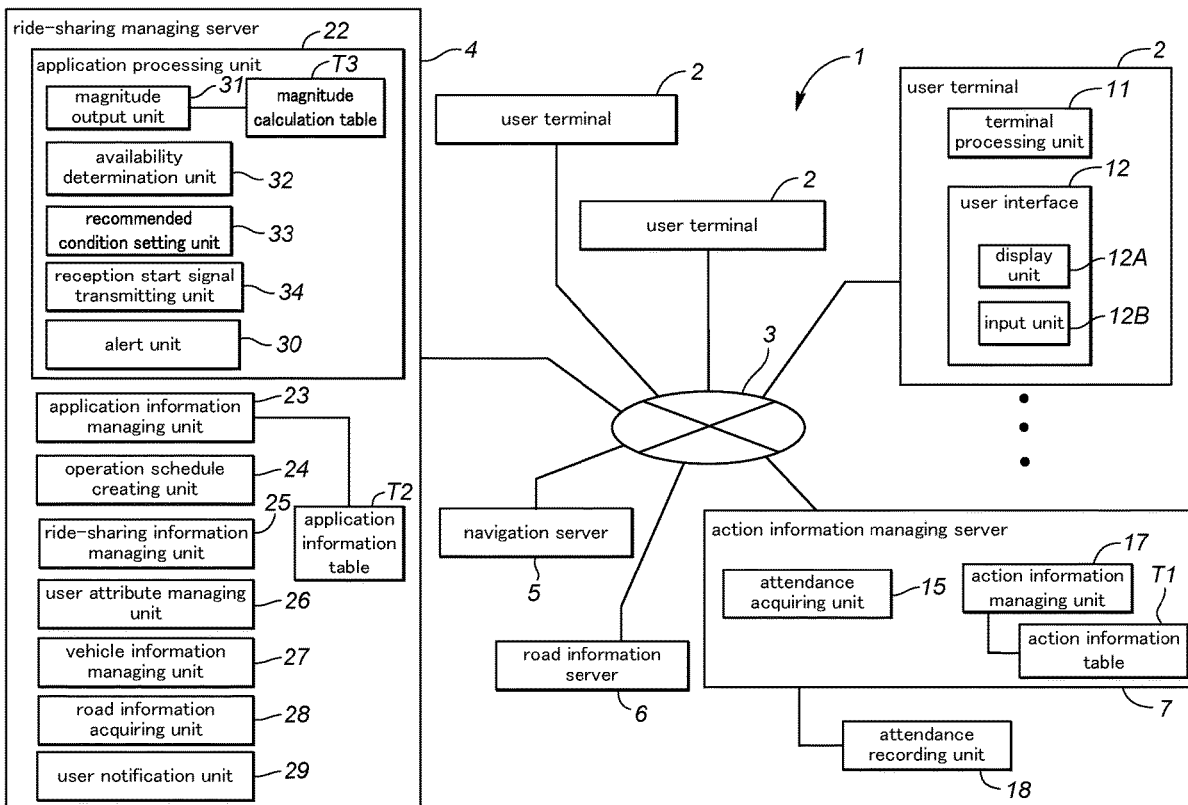 ride-sharing managing server
4
22
application processing unit
31
T3
magnitude
output unit
magnitude
calculation table
availability
determination unit
32
recommended
condition setting unit
33
reception start signal
transmitting unit
34
alert unit
30
23
application information
managing unit
operation schedule
creating unit
24
25
ride-sharing information
managing unit
T2
application
information
table
user attribute managing
unit
26
vehicle information
managing unit
27
road information
acquiring unit
28
user notification unit
29
1
2
user terminal
2
user terminal
2
user terminal
11
terminal
processing unit
12
user interface
display
unit
12A
input unit
12B
3
navigation server
5
road information
server
6
action information managing server
attendance
acquiring unit
15
17
action information
managing unit
T1
action information
table
7
attendance
recording unit
18